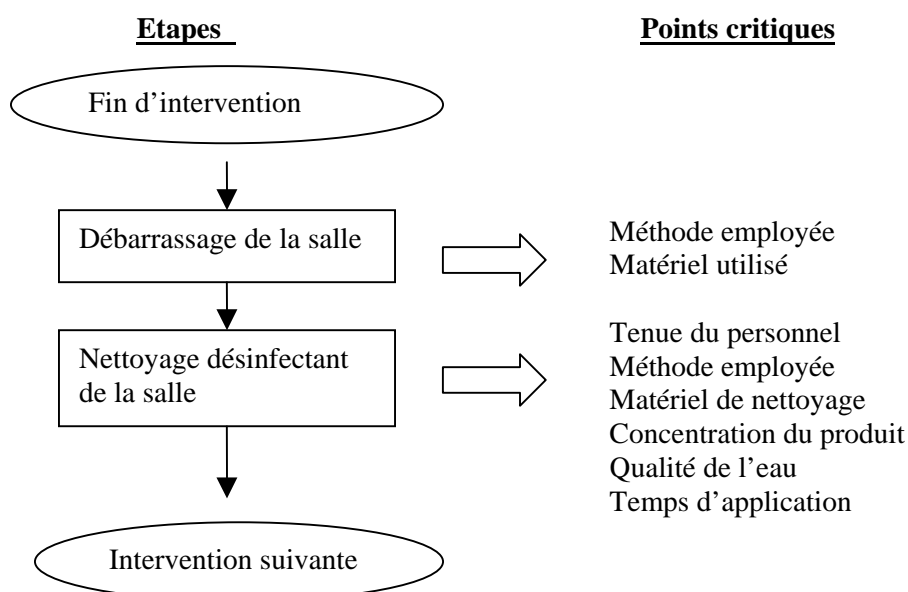 Etapes
Points critiques
Fin d’intervention
Débarrassage de la salle
Méthode employée
Matériel utilisé
Nettoyage désinfectant
de la salle
Tenue du personnel
Méthode employée
Matériel de nettoyage
Concentration du produit
Qualité de l’eau
Temps d’application
Intervention suivante